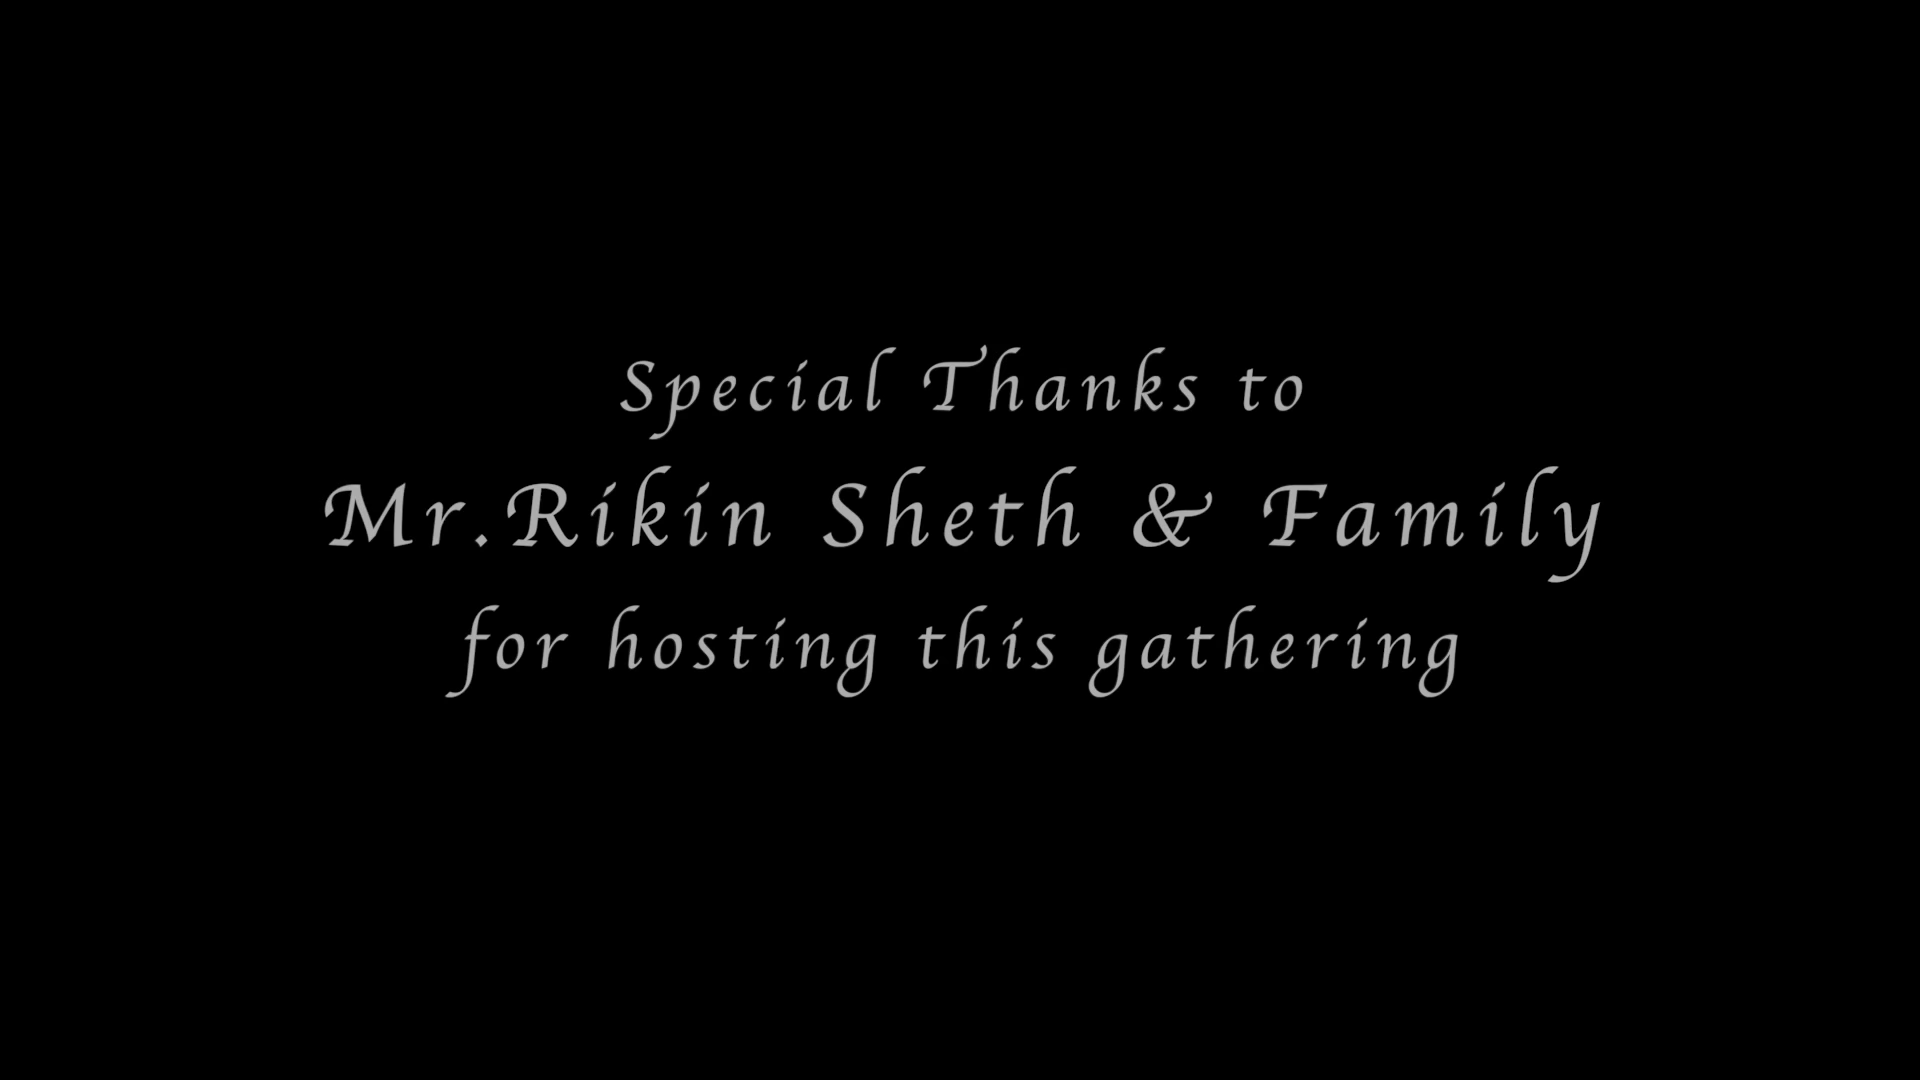 Special Thanks to
Mr.Rikin Sheth & Family
for hosting this gathering